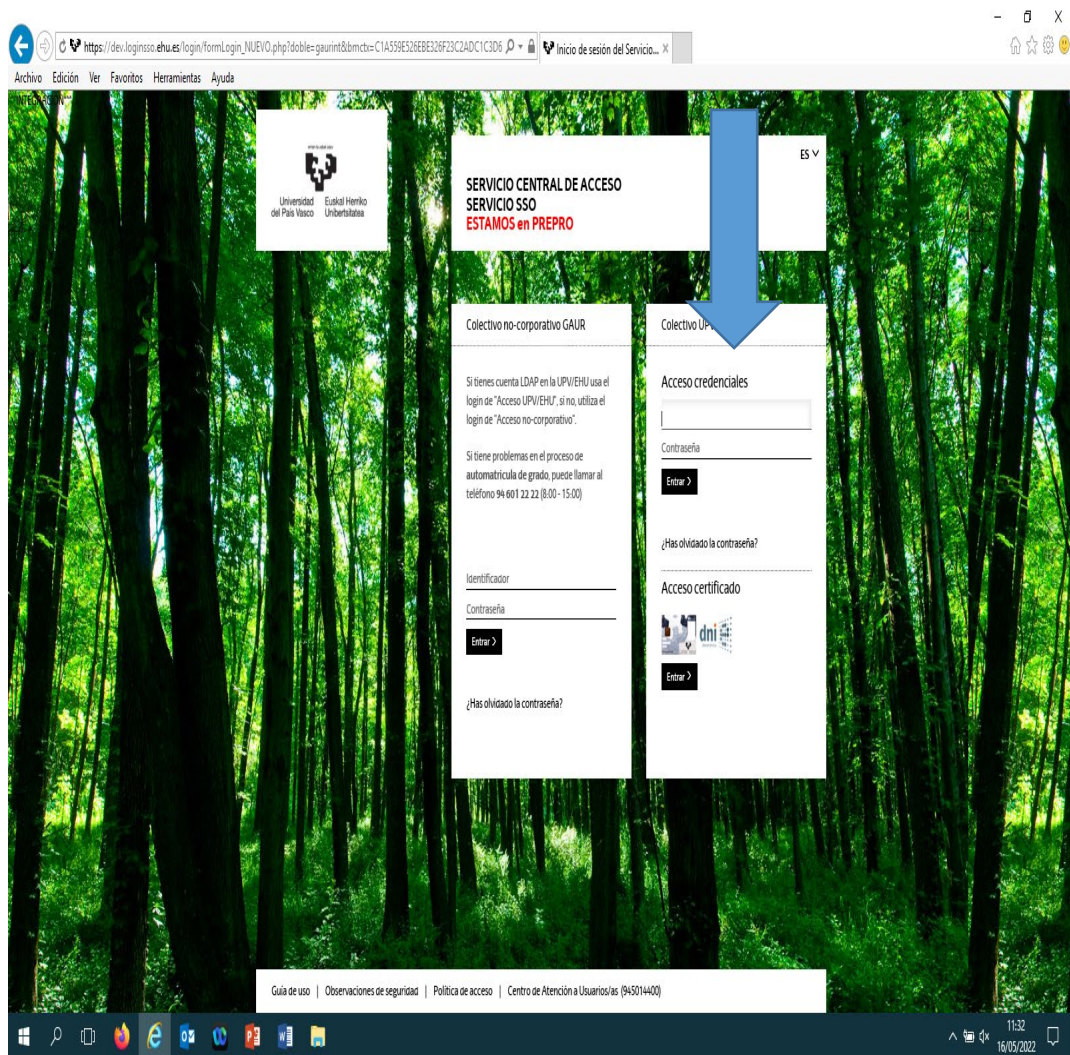 https://dev.loginsso.ehu.es/login/formLogin_NUEVO.php?doble=gaurint&bmctx=C1A559E526EBE326F23C2ADC1C3D6
Inicio de sesión del Servicio...
Archivo Edición Ver Favoritos Herramientas Ayuda
Universidad del País Vasco
Euskal Herriko Unibertsitatea
ES
SERVICIO CENTRAL DE ACCESO
SERVICIO SSO
ESTAMOS en PREPRO
Colectivo no-corporativo GAUR
Si tienes cuenta LDAP en la UPV/EHU usa el
login de "Acceso UPV/EHU", si no, utiliza el
login de "Acceso no-corporativo".
Si tiene problemas en el proceso de
automatricula de grado, puede llamar al
teléfono 94 601 22 22 (8:00 - 15:00)
Identificador
Contraseña
Entrar >
¿Has olvidado la contraseña?
Colectivo
Acceso credenciales
Contraseña
Entrar >
¿Has olvidado la contraseña?
Acceso certificado
dni
Entrar >
Guía de uso | Observaciones de seguridad | Política de acceso | Centro de Atención a Usuarios/as (945014400)
11:32
16/05/2022